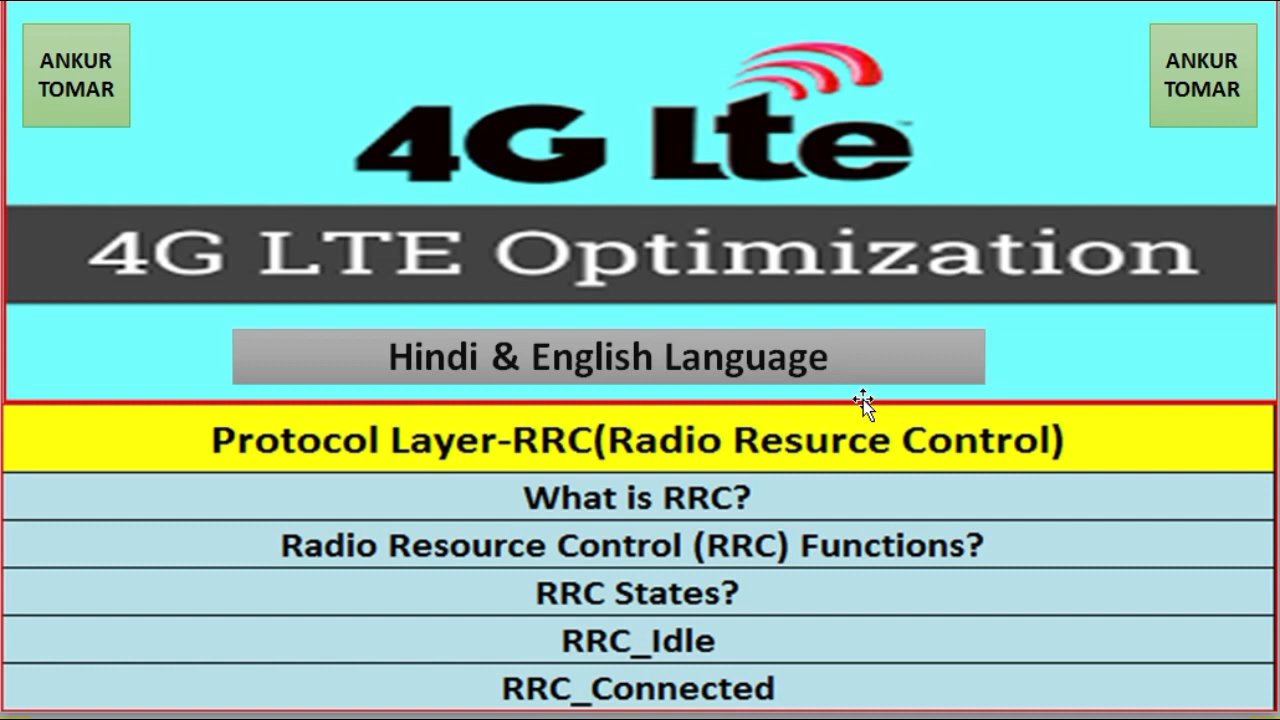 ANKUR
TOMAR
ANKUR
TOMAR
4G Lte
4G LTE Optimization
Hindi & English Language
Protocol Layer-RRC(Radio Resurce Control)
What is RRC?
Radio Resource Control (RRC) Functions?
RRC States?
RRC_Idle
RRC_Connected